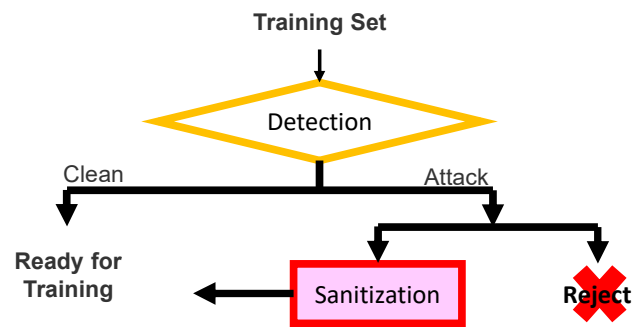 Training Set
Detection
Clean
Attack
Ready for
Training
Sanitization
Reject